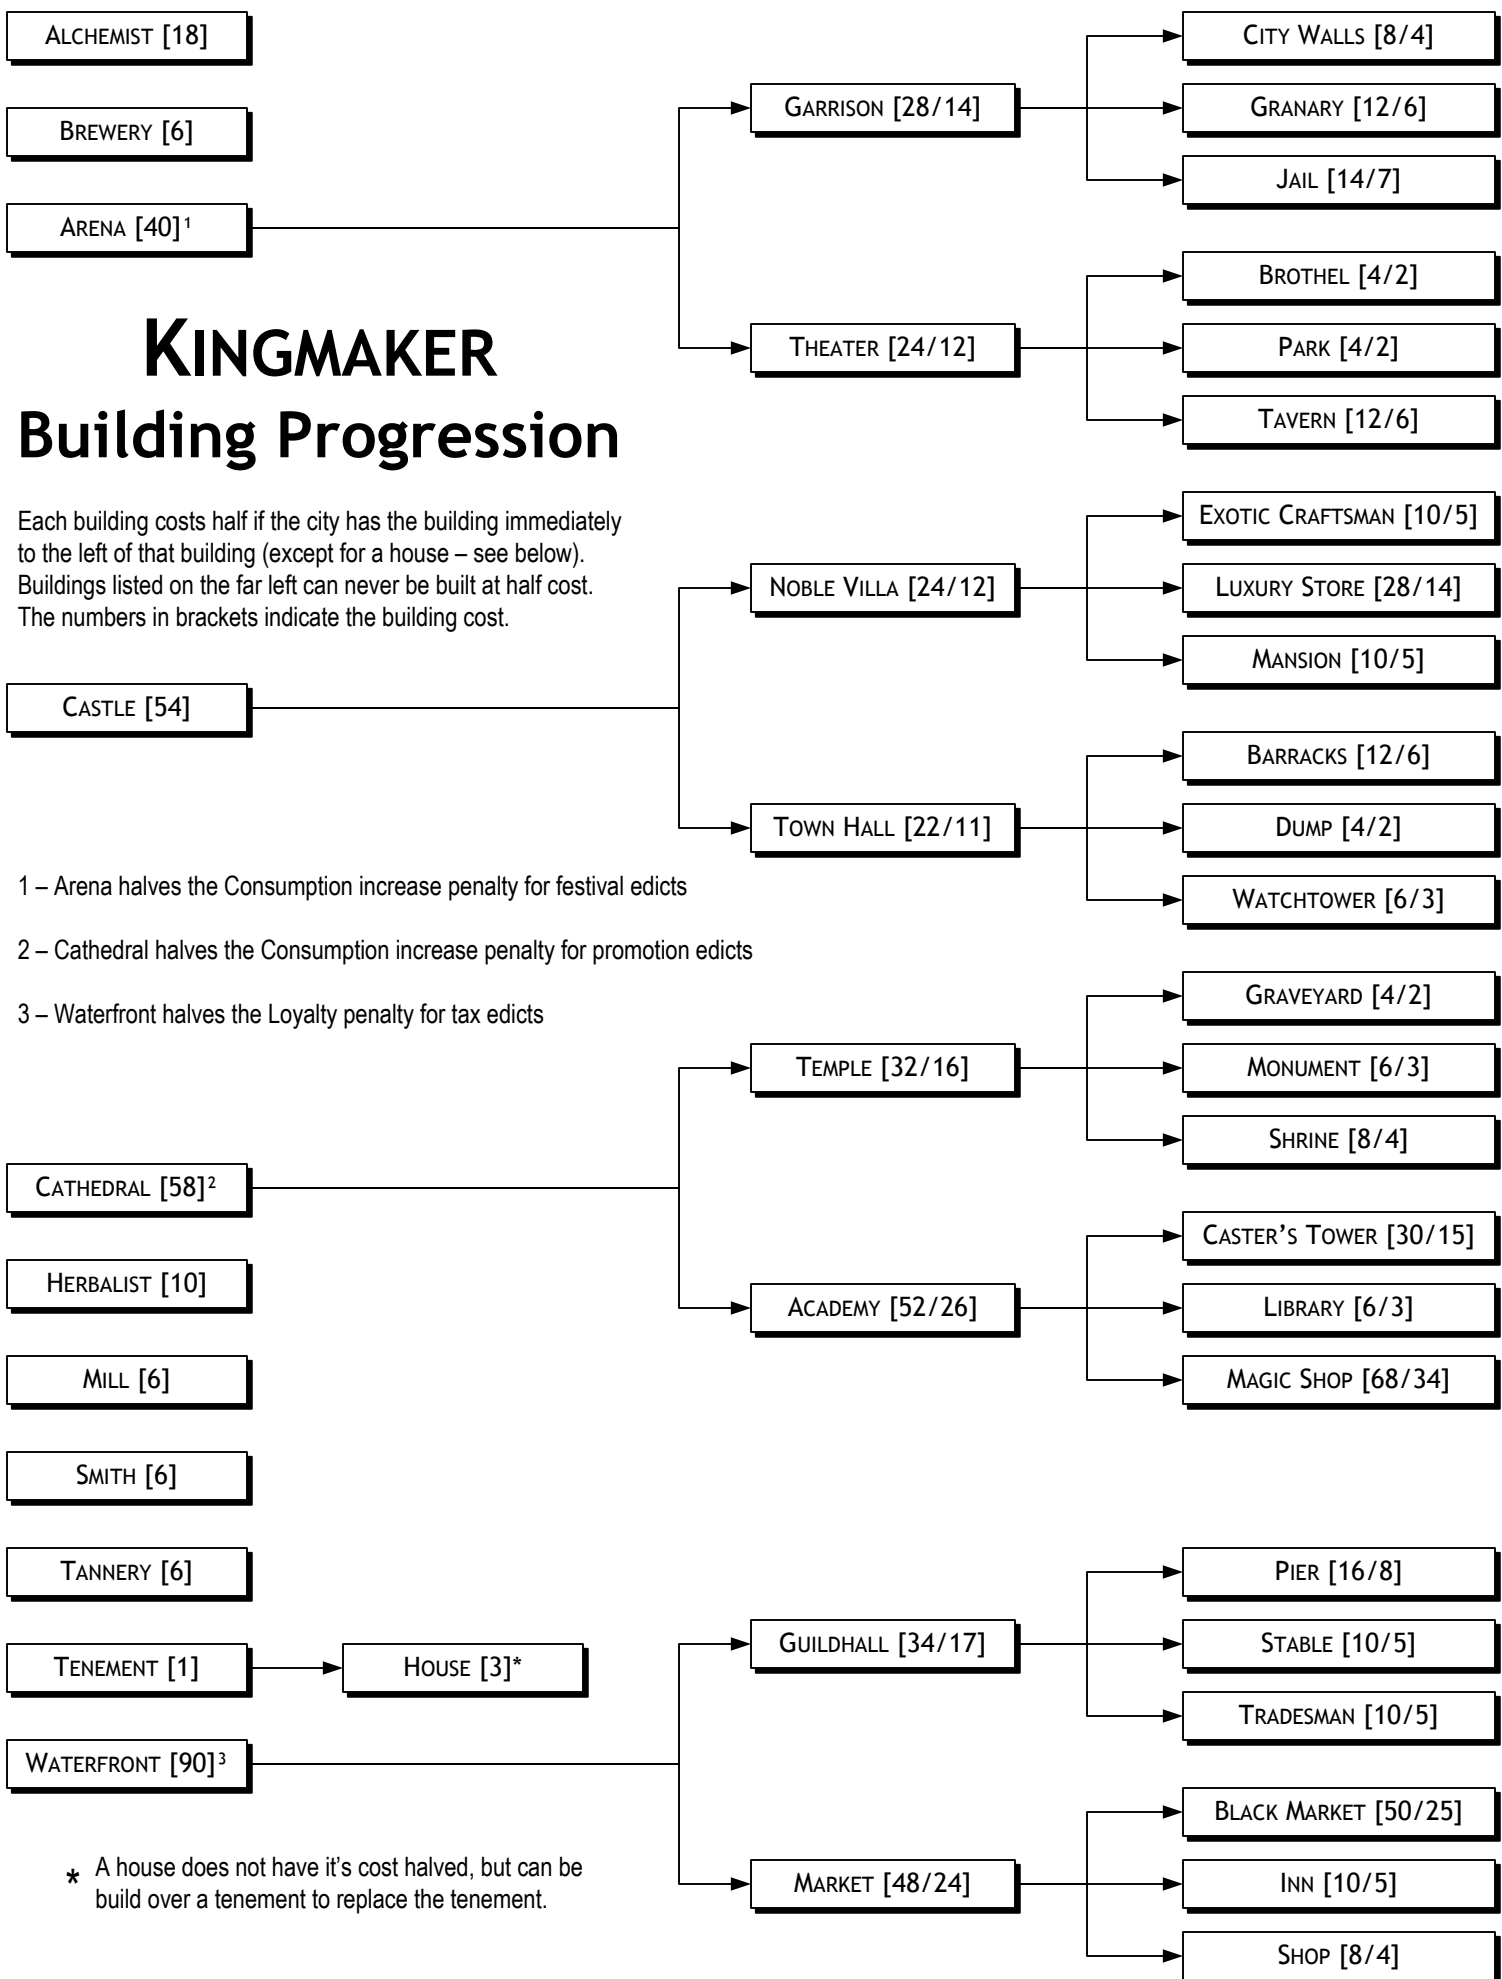 ALCHEMIST [18]
BREWERY [6]
ARENA [40]¹
GARRISON [28/14]
CITY WALLS [8/4]
GRANARY [12/6]
JAIL [14/7]
THEATER [24/12]
BROTHEL [4/2]
PARK [4/2]
TAVERN [12/6]
KINGMAKER
Building Progression
Each building costs half if the city has the building immediately
to the left of that building (except for a house – see below).
Buildings listed on the far left can never be built at half cost.
The numbers in brackets indicate the building cost.
CASTLE [54]
NOBLE VILLA [24/12]
EXOTIC CRAFTSMAN [10/5]
LUXURY STORE [28/14]
MANSION [10/5]
TOWN HALL [22/11]
BARRACKS [12/6]
DUMP [4/2]
WATCHTOWER [6/3]
1 – Arena halves the Consumption increase penalty for festival edicts
2 – Cathedral halves the Consumption increase penalty for promotion edicts
3 – Waterfront halves the Loyalty penalty for tax edicts
CATHEDRAL [58]²
TEMPLE [32/16]
GRAVEYARD [4/2]
MONUMENT [6/3]
SHRINE [8/4]
ACADEMY [52/26]
CASTER’S TOWER [30/15]
LIBRARY [6/3]
MAGIC SHOP [68/34]
HERBALIST [10]
MILL [6]
SMITH [6]
TANNERY [6]
TENEMENT [1]
HOUSE [3]*
WATERFRONT [90]³
GUILDHALL [34/17]
PIER [16/8]
STABLE [10/5]
TRADESMAN [10/5]
MARKET [48/24]
BLACK MARKET [50/25]
INN [10/5]
SHOP [8/4]
* A house does not have it’s cost halved, but can be
build over a tenement to replace the tenement.